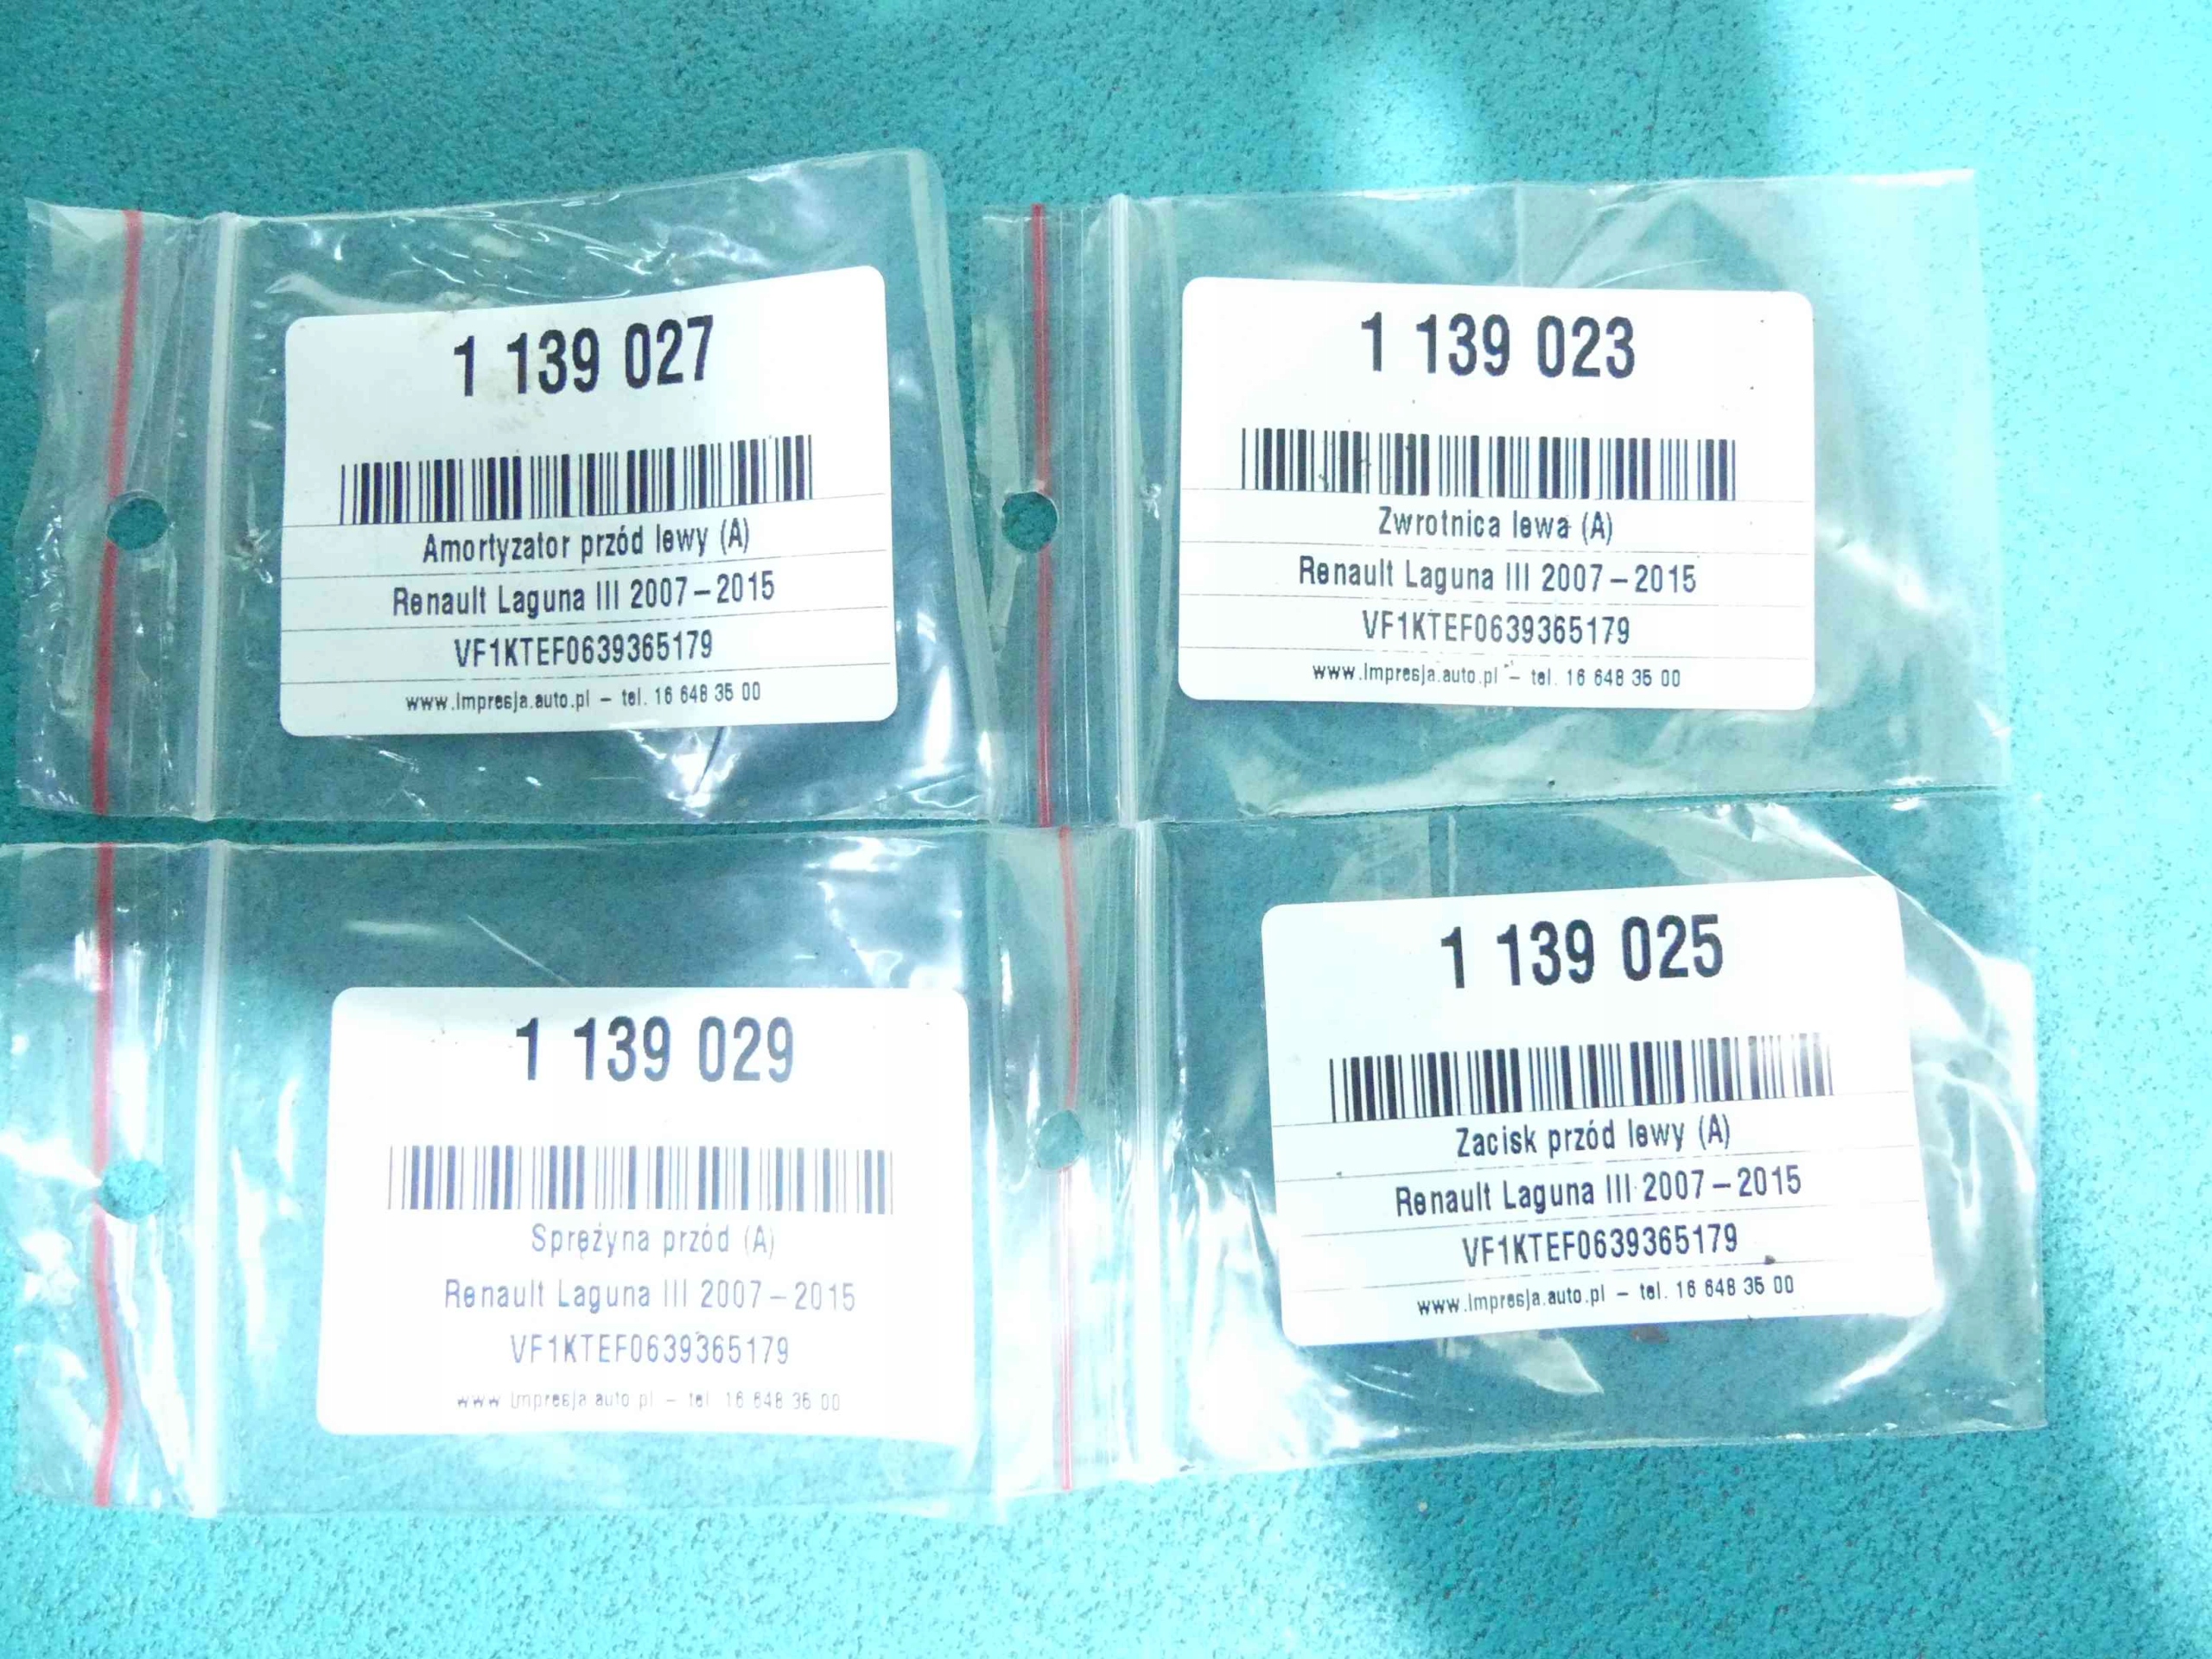 1 139 027
Amortyzator przód lewy (A)
Renault Laguna III 2007–2015
VF1KTEF0639365179
www.impresja.auto.pl – tel. 16 648 35 00
1 139 023
Zwrotnica lewa (A)
Renault Laguna III 2007–2015
VF1KTEF0639365179
www.impresja.auto.pl – tel. 16 648 35 00
1 139 029
Sprężyna przód (A)
Renault Laguna III 2007–2015
VF1KTEF0639365179
www.impresja.auto.pl – tel. 16 648 35 00
1 139 025
Zacisk przód lewy (A)
Renault Laguna III 2007–2015
VF1KTEF0639365179
www.impresja.auto.pl – tel. 16 648 35 00